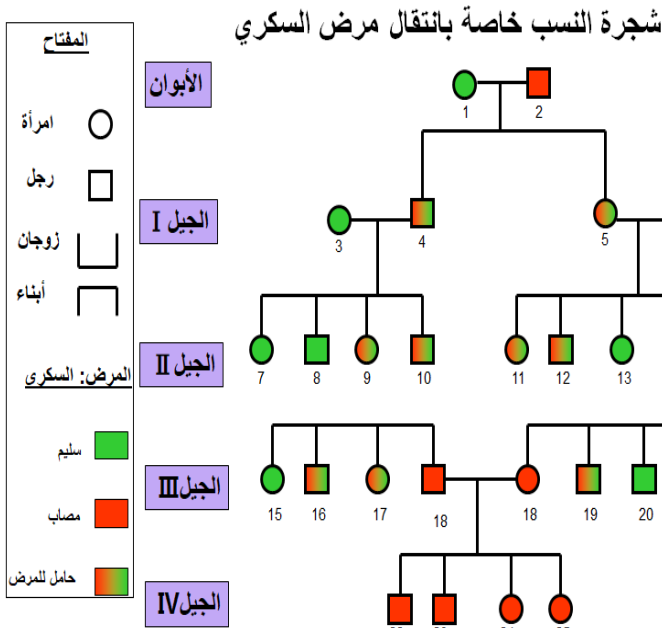 شجرة النسب خاصة بانتقال مرض السكري
المفتاح
امرأة
رجل
زوجان
أبناء
المرض: السكري
سليم
مصاب
حامل للمرض
الأبوان
1 2
الجيل I
3 4 5
الجيل II
7 8 9 10 11 12 13
الجيل III
15 16 17 18 18 19 20
الجيل IV